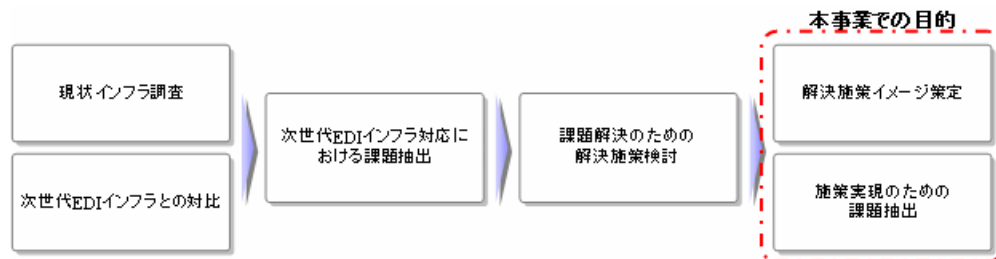 本事業での目的
現状インフラ調査
次世代EDIインフラとの対比
次世代EDIインフラ対応に
おける課題抽出
課題解決のための
解決施策検討
解決施策イメージ策定
施策実現のための
課題抽出